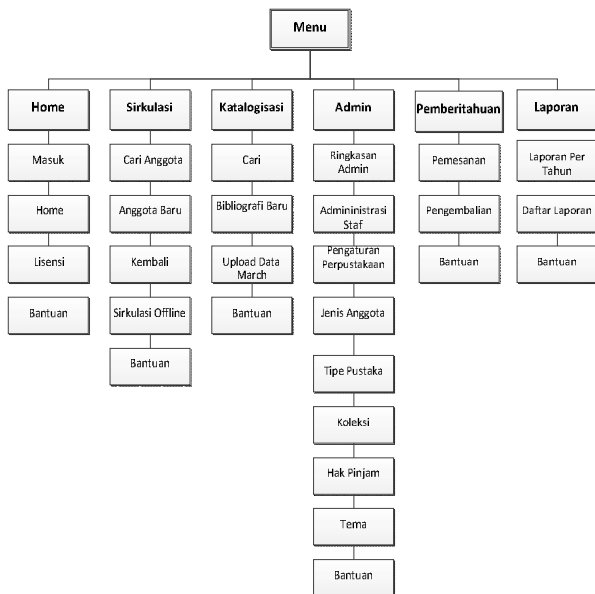 Menu
Home
Masuk
Home
Lisensi
Bantuan
Sirkulasi
Cari Anggota
Anggota Baru
Kembali
Sirkulasi Offline
Bantuan
Katalogisasi
Cari
Bibliografi Baru
Upload Data
March
Bantuan
Admin
Ringkasan
Admin
Admininistrasi
Staf
Pengaturan
Perpustakaan
Jenis Anggota
Tipe Pustaka
Koleksi
Hak Pinjam
Tema
Bantuan
Pemberitahuan
Pemesanan
Pengembalian
Bantuan
Laporan
Laporan Per
Tahun
Daftar Laporan
Bantuan